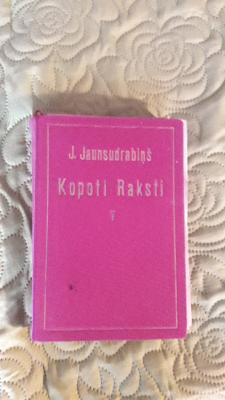 J. Jaunsudrabiņš
Kopoti Raksti
V